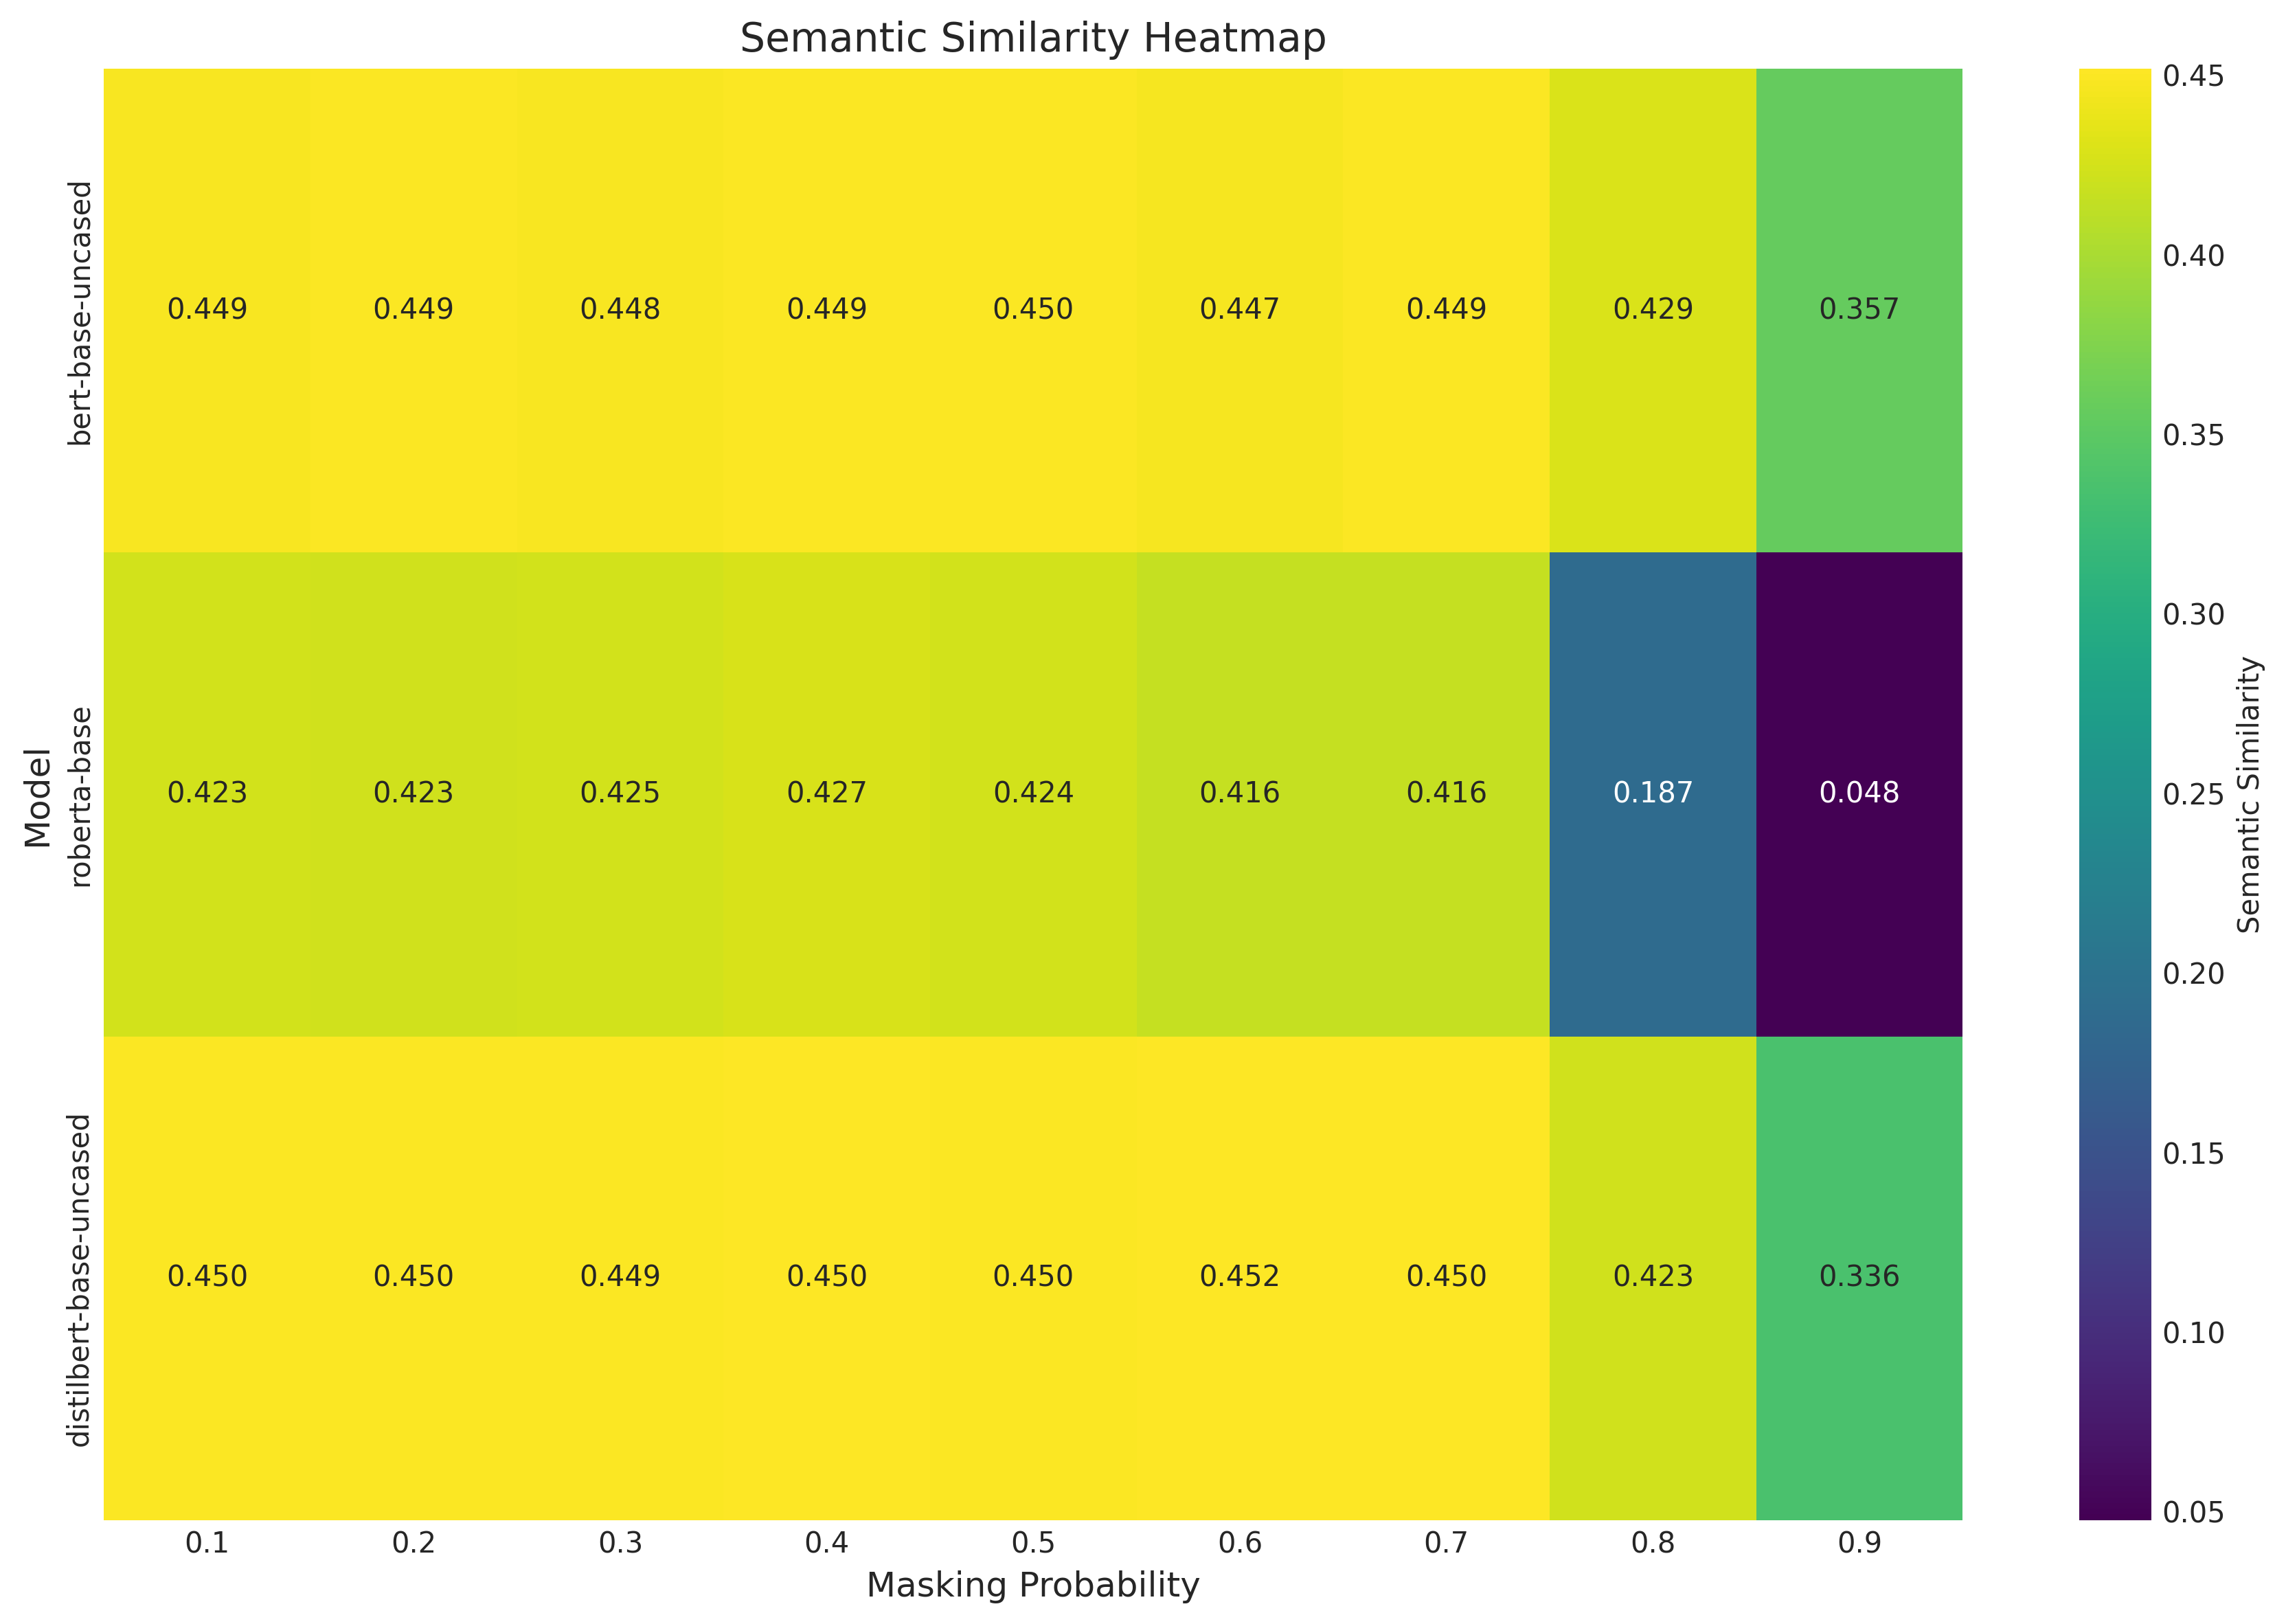 Semantic Similarity Heatmap
Model
bert-base-uncased
0.449 0.449 0.448 0.449 0.450 0.447 0.449 0.429 0.357
roberta-base
0.423 0.423 0.425 0.427 0.424 0.416 0.416 0.187 0.048
distilbert-base-uncased
0.450 0.450 0.449 0.450 0.450 0.452 0.450 0.423 0.336
0.1 0.2 0.3 0.4 0.5 0.6 0.7 0.8 0.9
Masking Probability
0.45
0.40
0.35
0.30
0.25
0.20
0.15
0.10
0.05
Semantic Similarity